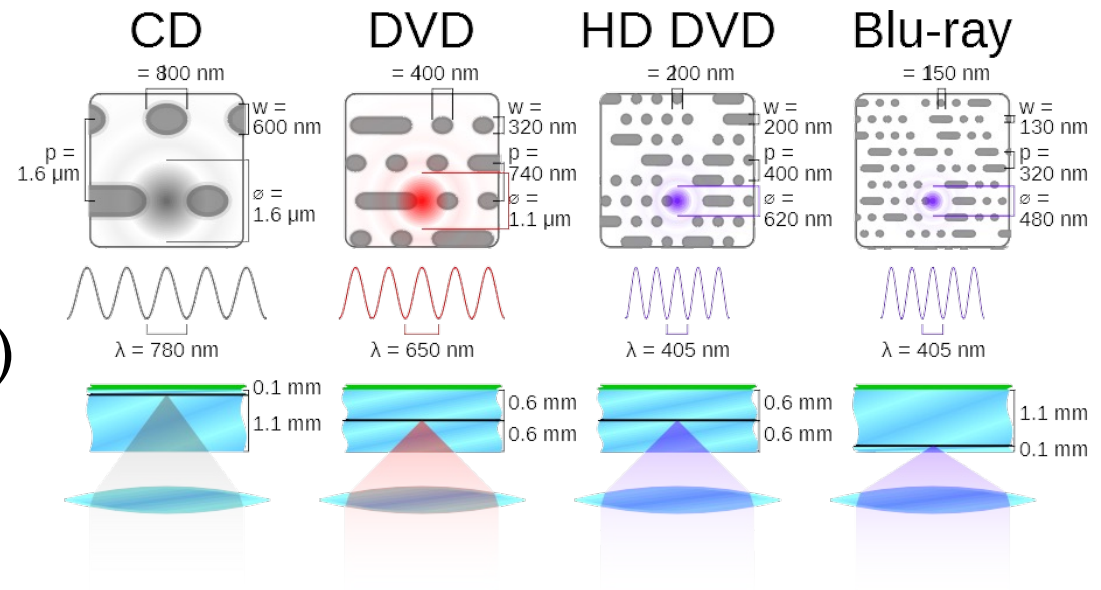 CD DVD HD DVD Blu-ray
= 800 nm = 400 nm = 200 nm = 150 nm
w =
600 nm
320 nm
w =
200 nm
w =
130 nm
p =
1.6 µm
p =
740 nm
p =
400 nm
p =
320 nm
⌀ =
1.6 µm
⌀ =
1.1 µm
⌀ =
620 nm
⌀ =
480 nm
)
λ = 780 nm λ = 650 nm λ = 405 nm λ = 405 nm
0.1 mm
1.1 mm
0.6 mm
0.6 mm
0.6 mm
0.6 mm
1.1 mm
0.1 mm